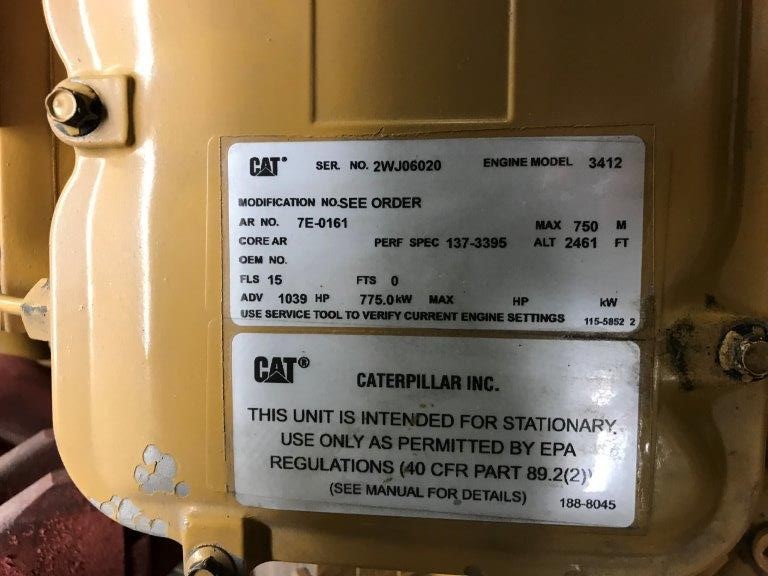 CAT® SER. NO. 2WJ06020 ENGINE MODEL 3412
MODIFICATION NO. SEE ORDER
AR NO. 7E-0161 MAX 750 M
CORE AR PERF SPEC 137-3395 ALT 2461 FT
OEM NO.
FLS 15 FTS 0
ADV 1039 HP 775.0 kW MAX HP kW
USE SERVICE TOOL TO VERIFY CURRENT ENGINE SETTINGS 115-5852 2
CAT® CATERPILLAR INC.
THIS UNIT IS INTENDED FOR STATIONARY
USE ONLY AS PERMITTED BY EPA
REGULATIONS (40 CFR PART 89.2(2))
(SEE MANUAL FOR DETAILS)
188-8045